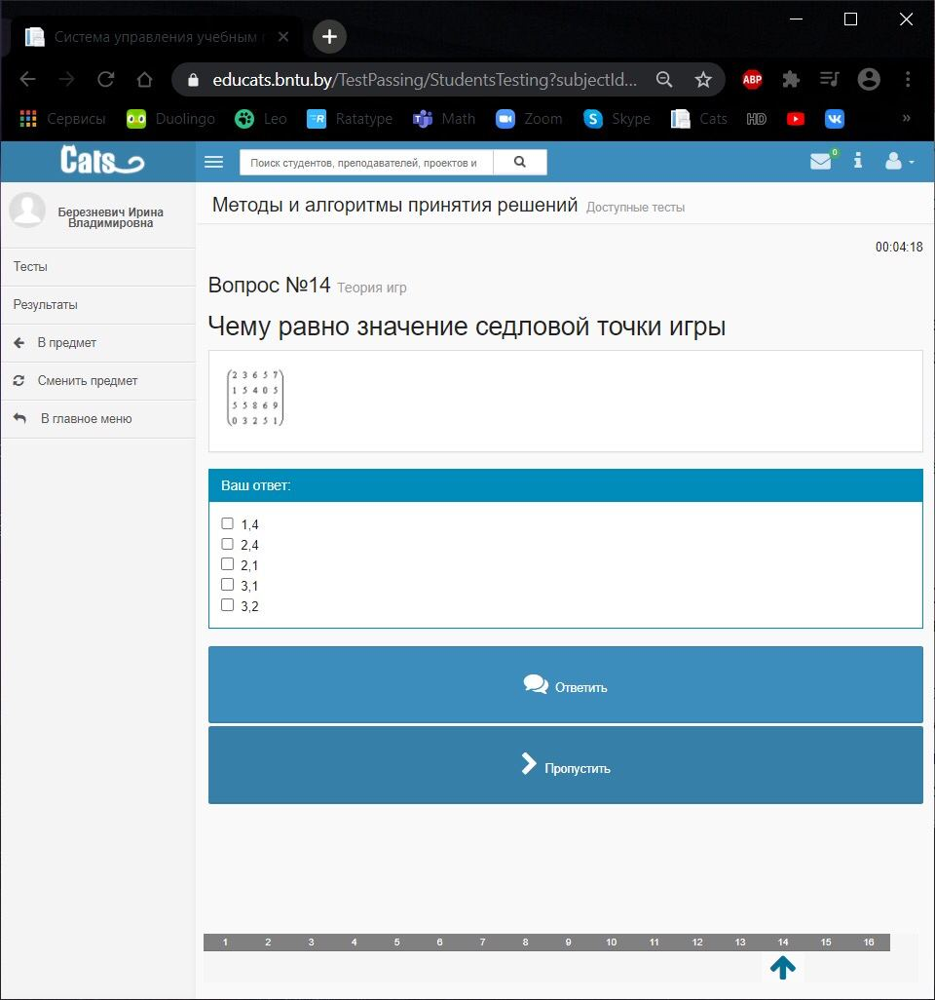 Система управления учебным п
educats.bntu.by/TestPassing/StudentsTesting?subjectId...
ABP
Сервисы Duolingo Leo Ratatype Math Zoom Skype Cats HD »
Cats
Поиск студентов, преподавателей, проектов и
0
Березневич Ирина
Владимировна
Методы и алгоритмы принятия решений Доступные тесты
00:04:18
Тесты
Результаты
В предмет
Сменить предмет
В главное меню
Вопрос №14 Теория игр
Чему равно значение седловой точки игры
2 3 6 5 7
1 5 4 0 5
5 5 8 6 9
0 3 2 5 1
Ваш ответ:
1,4
2,4
2,1
3,1
3,2
Ответить
Пропустить
1 2 3 4 5 6 7 8 9 10 11 12 13 14 15 16